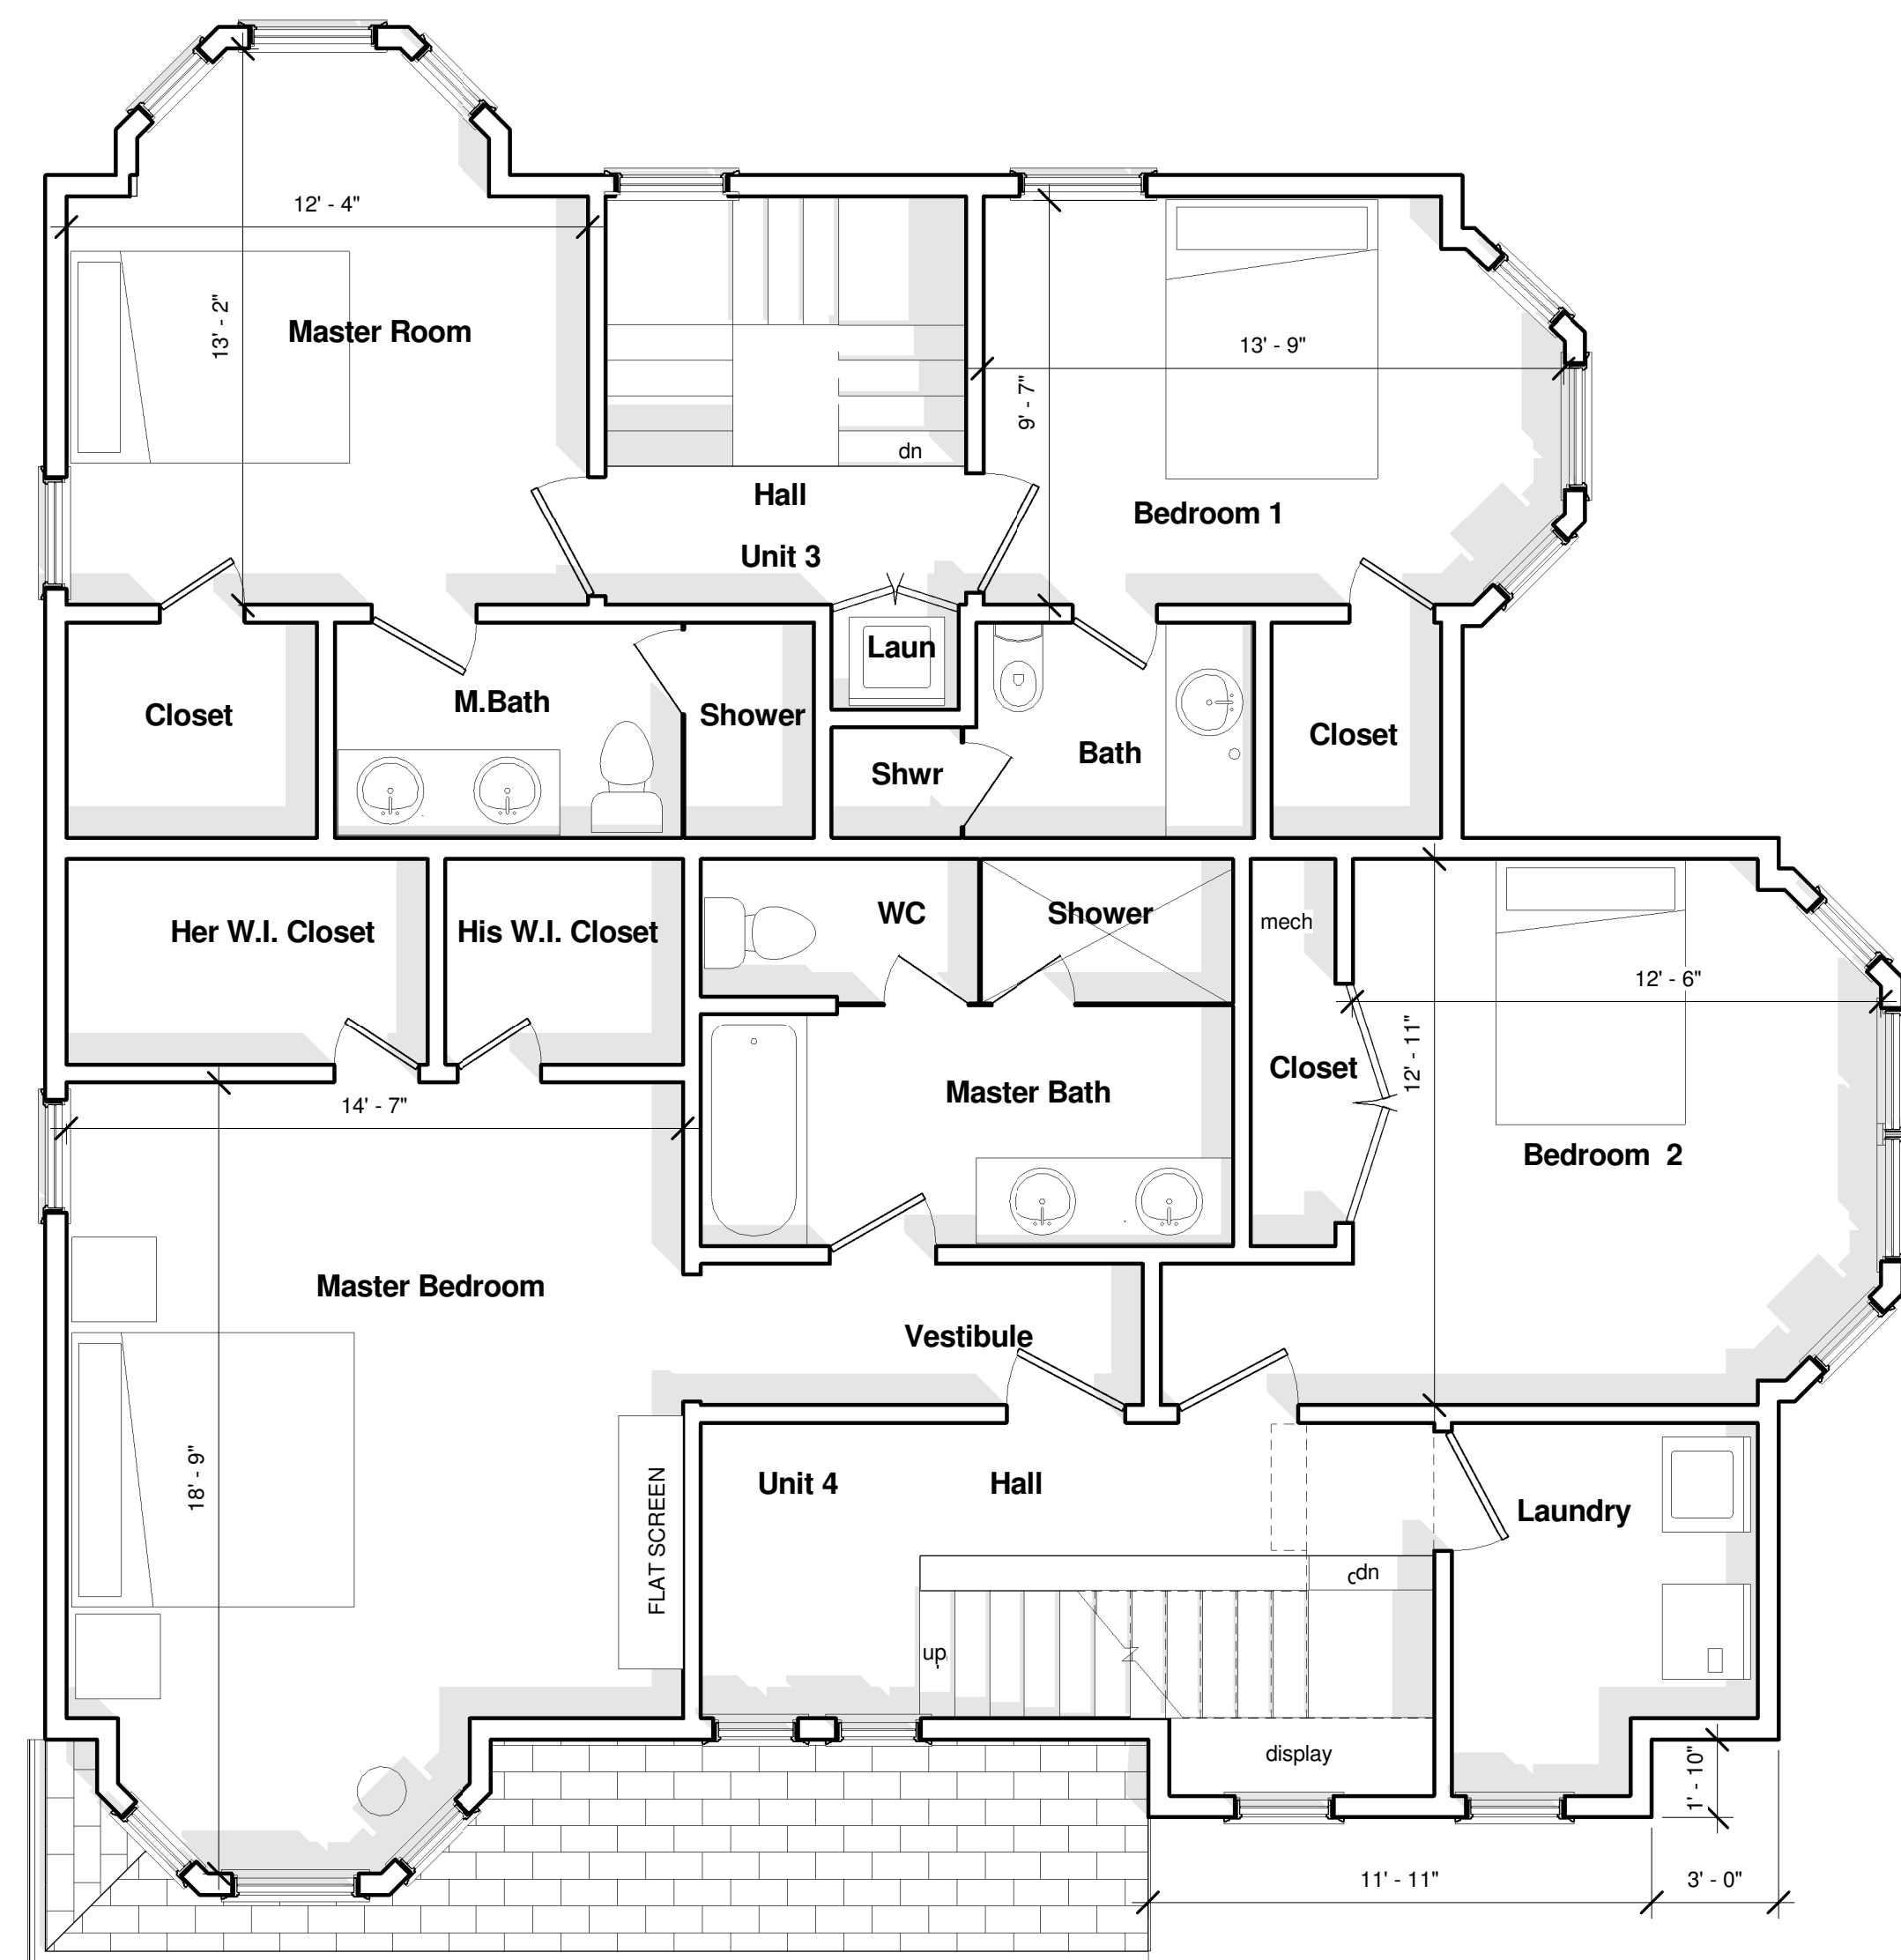 12' - 4"
13' - 2"
Master Room
13' - 9"
9' - 7"
dn
Hall
Unit 3
Bedroom 1
Laun
Closet
M.Bath
Shower
Shwr
Bath
Closet
Her W.I. Closet
His W.I. Closet
WC
Shower
mech
12' - 6"
12' - 11"
Closet
Master Bath
14' - 7"
Bedroom 2
Master Bedroom
Vestibule
18' - 9"
FLAT SCREEN
Unit 4
Hall
Laundry
dn
up
display
1' - 10"
11' - 11"
3' - 0"